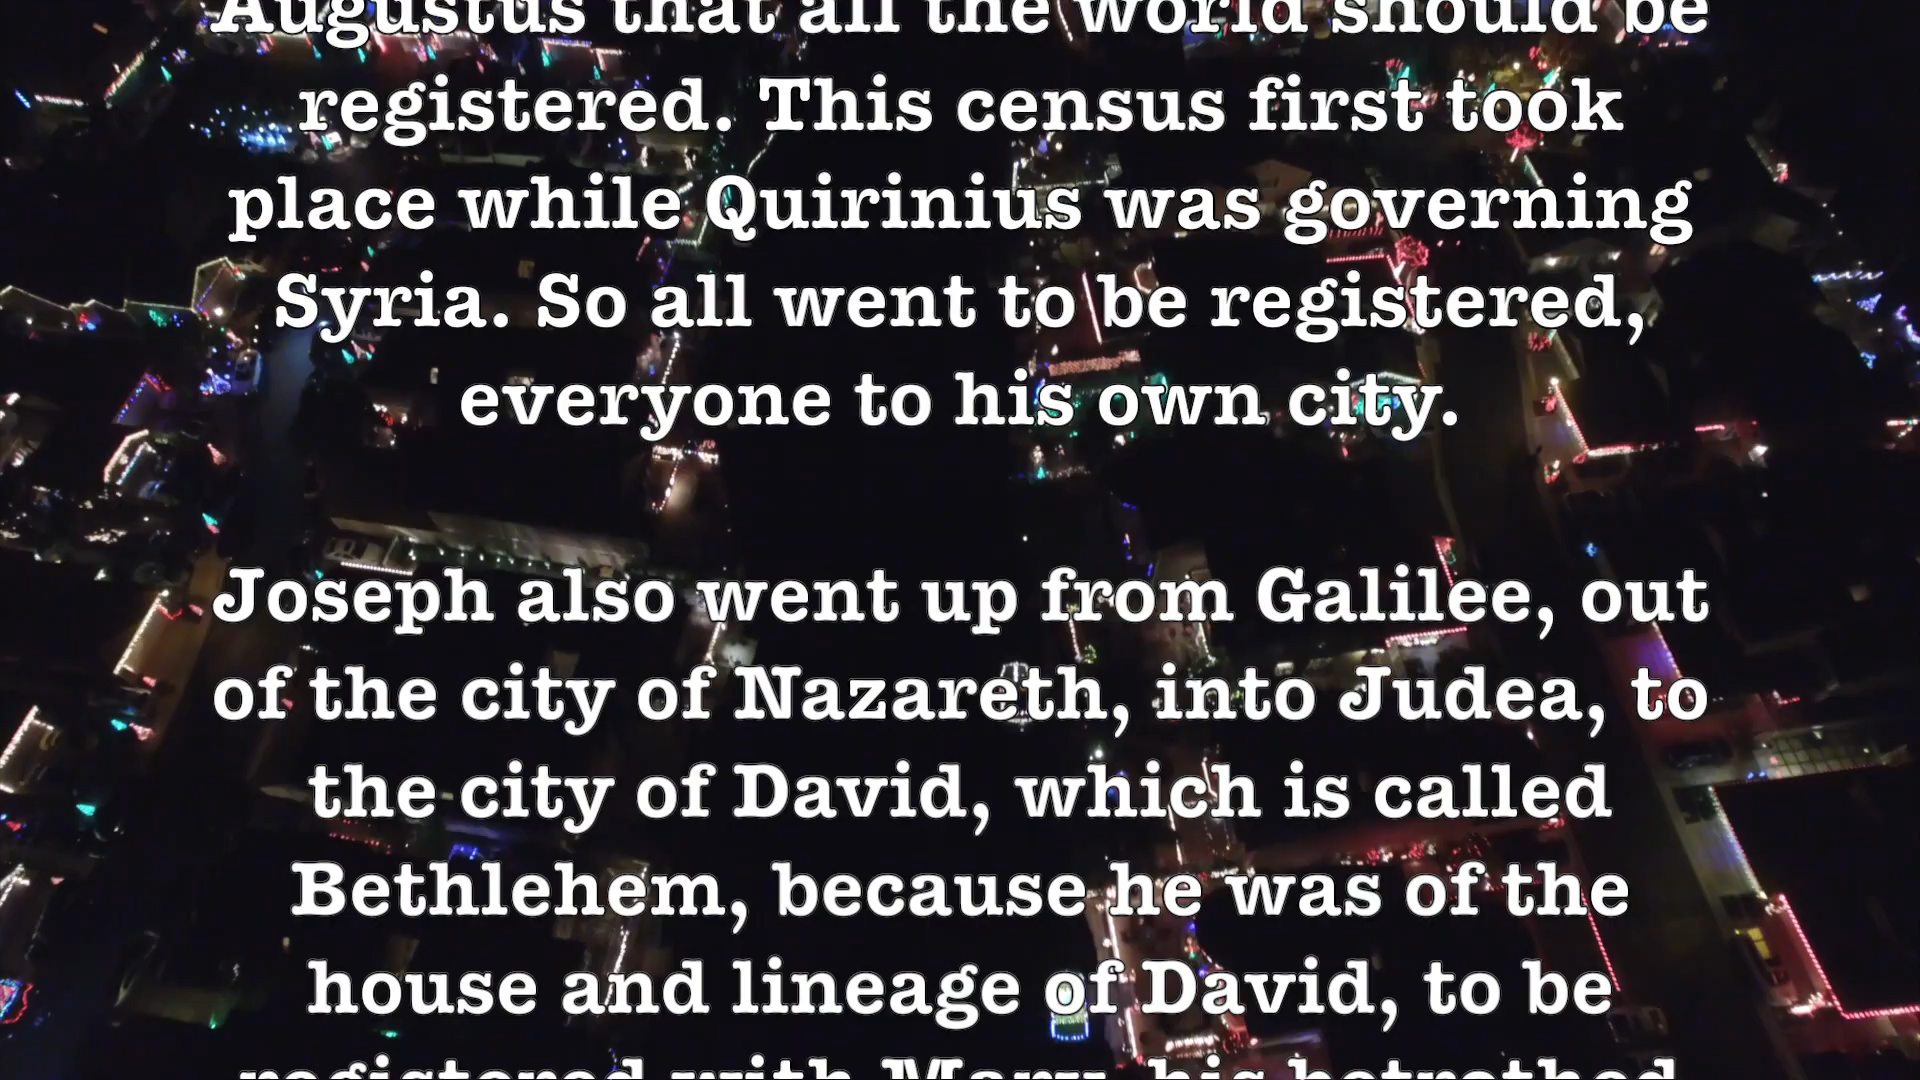 Augustus that all the world should be
registered. This census first took
place while Quirinius was governing
Syria. So all went to be registered,
everyone to his own city.
Joseph also went up from Galilee, out
of the city of Nazareth, into Judea, to
the city of David, which is called
Bethlehem, because he was of the
house and lineage of David, to be
registered with Mary, his betrothed